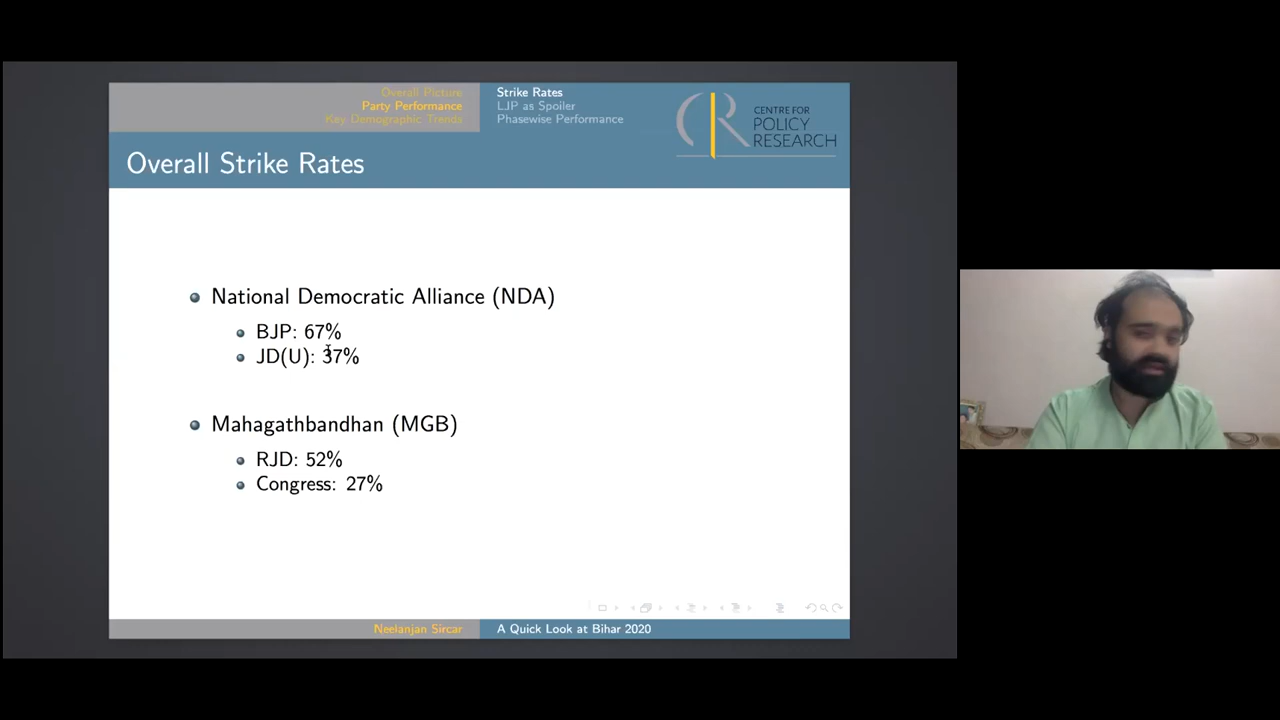 Overall Picture
Party Performance
Key Demographic Trends
Strike Rates
LJP as Spoiler
Phasewise Performance
CENTRE FOR
POLICY
RESEARCH
Overall Strike Rates
National Democratic Alliance (NDA)
BJP: 67%
JD(U): 37%
Mahagathbandhan (MGB)
RJD: 52%
Congress: 27%
Neelanjan Sircar
A Quick Look at Bihar 2020